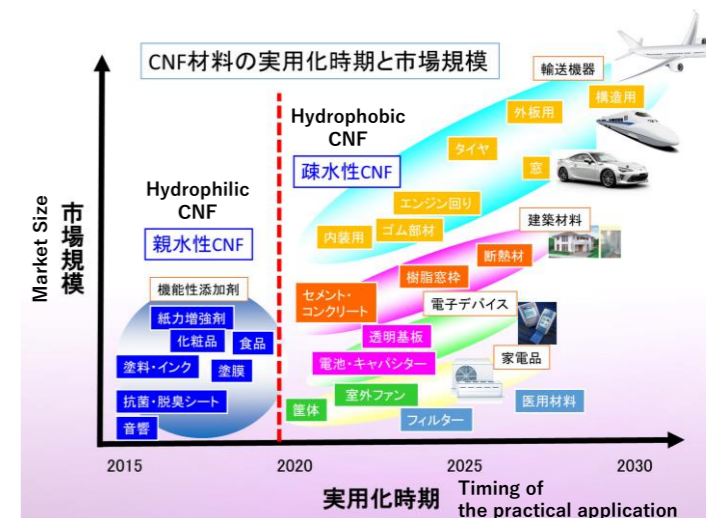 CNF材料の実用化時期と市場規模
輸送機器
構造用
外板用
Hydrophobic
CNF
タイヤ
疎水性CNF
窓
Hydrophilic
CNF
エンジン回り
ゴム部材
内装用
親水性CNF
建築材料
断熱材
樹脂窓枠
機能性添加剤
セメント・
コンクリート
電子デバイス
紙力増強剤
化粧品
食品
透明基板
塗料・インク
塗膜
電池・キャパシター
家電品
室外ファン
抗菌・脱臭シート
筐体
医用材料
音響
フィルター
Market Size
市場規模
2015
2020
2025
2030
実用化時期
Timing of
the practical application